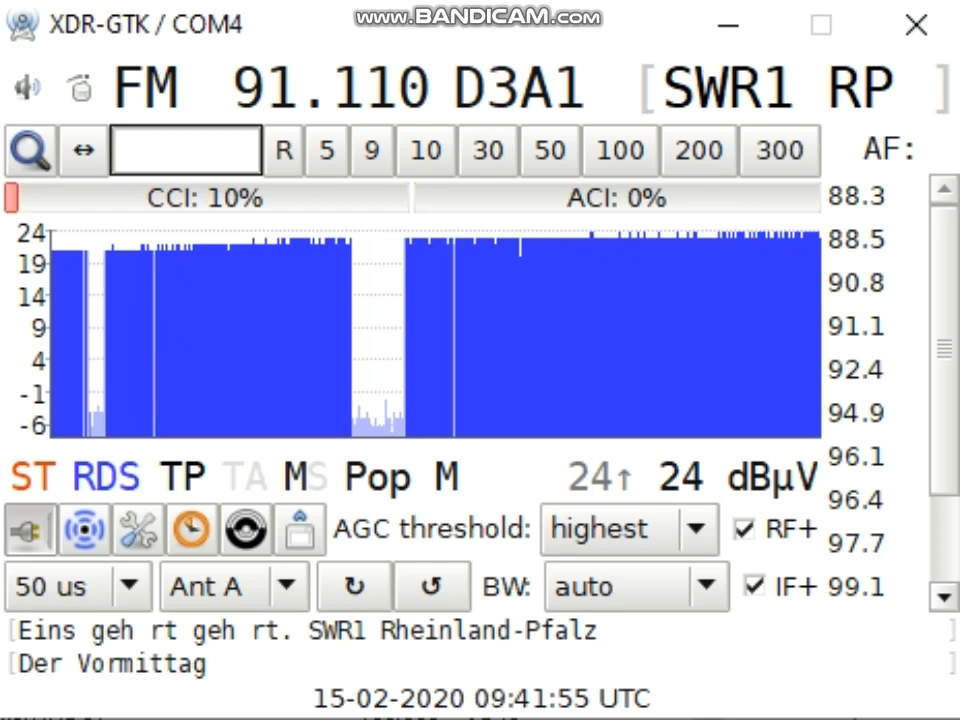 www.BANDICAM.com
XDR-GTK / COM4
FM 91.110 D3A1 [SWR1 RP ]
↔ R 5 9 10 30 50 100 200 300 AF:
CCI: 10% ACI: 0%
88.3
88.5
90.8
91.1
92.4
94.9
96.1
96.4
97.7
99.1
24
19
14
9
4
-1
-6
ST RDS TP TA MS Pop M 24↑ 24 dBµV
AGC threshold: highest RF+
50 us Ant A ↻ ↺ BW: auto IF+
[Eins geh rt geh rt. SWR1 Rheinland-Pfalz ]
[Der Vormittag ]
15-02-2020 09:41:55 UTC